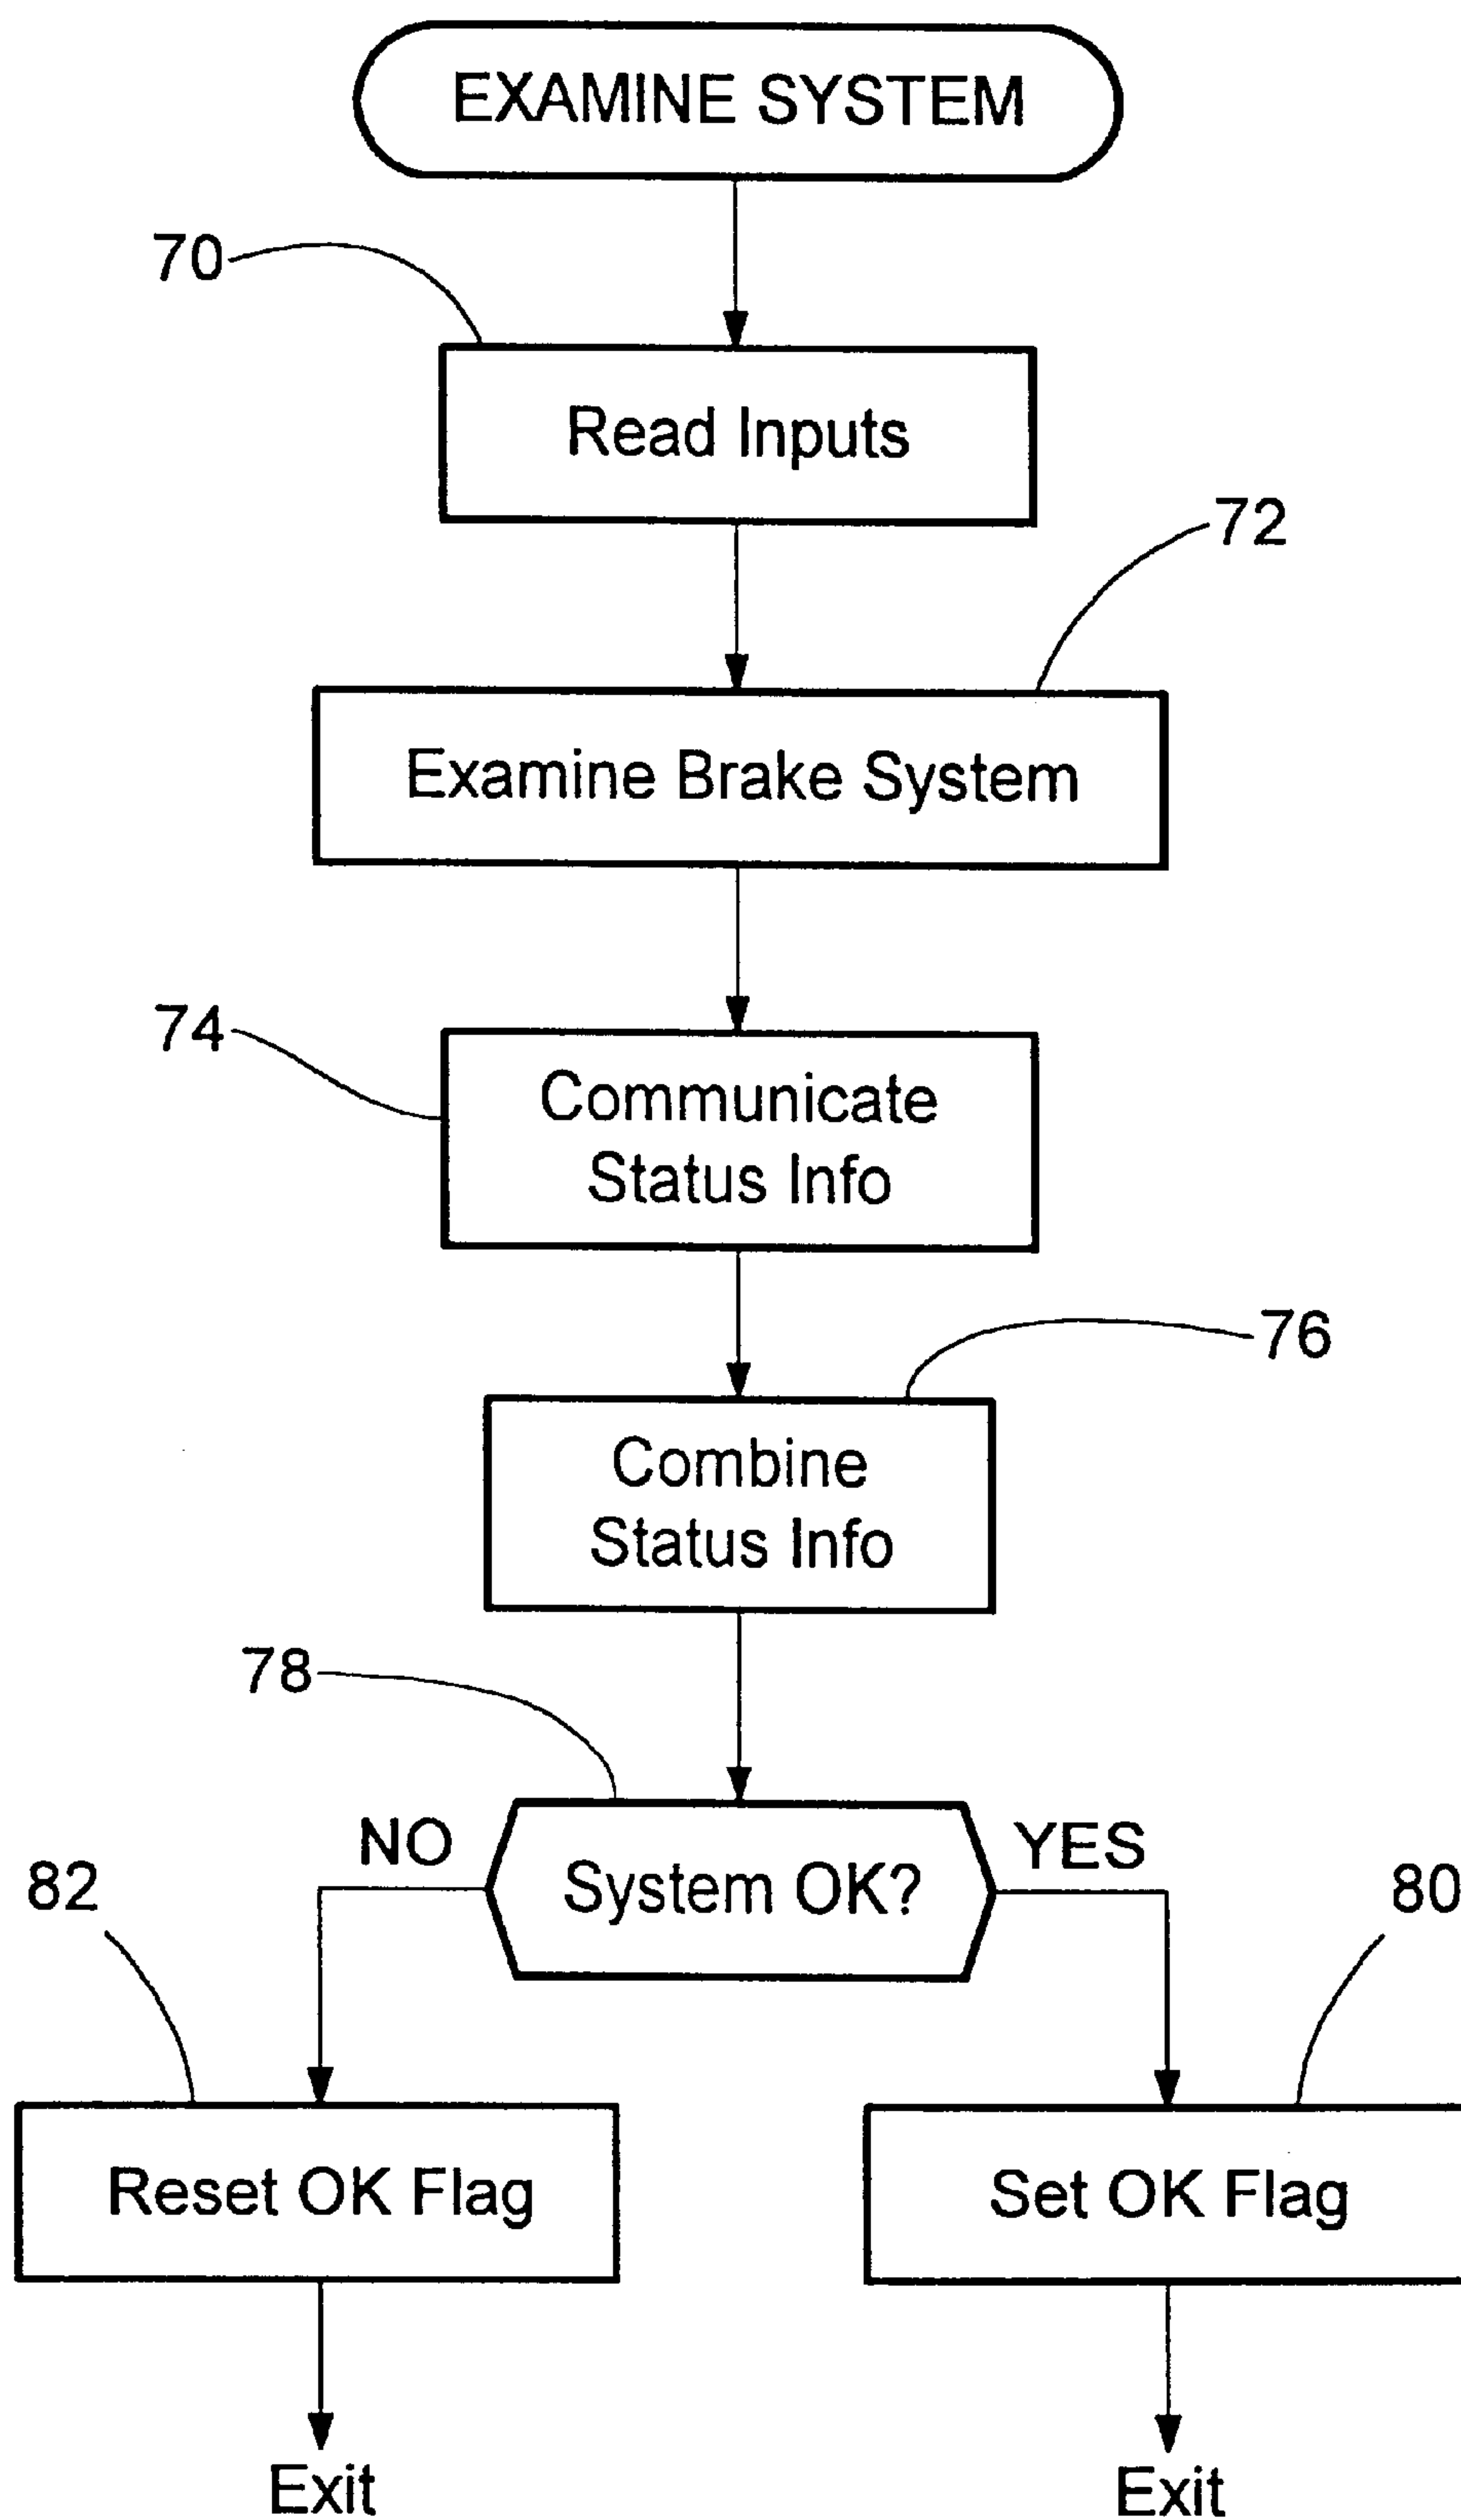 EXAMINE SYSTEM
70
Read Inputs
72
Examine Brake System
74
Communicate
Status Info
76
Combine
Status Info
78
NO
System OK?
YES
82
80
Reset OK Flag
Set OK Flag
Exit
Exit